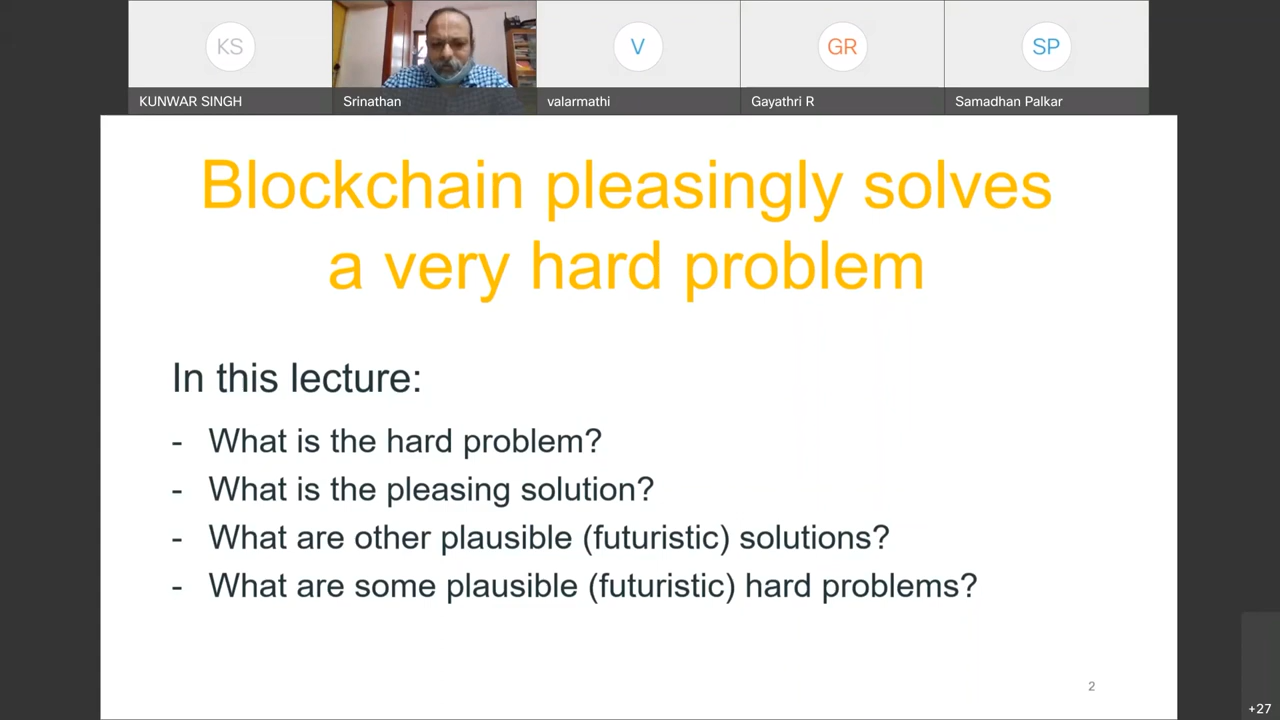 KS
V
GR
SP
KUNWAR SINGH
Srinathan
valarmathi
Gayathri R
Samadhan Palkar
Blockchain pleasingly solves
a very hard problem
In this lecture:
- What is the hard problem?
- What is the pleasing solution?
- What are other plausible (futuristic) solutions?
- What are some plausible (futuristic) hard problems?
2
+27